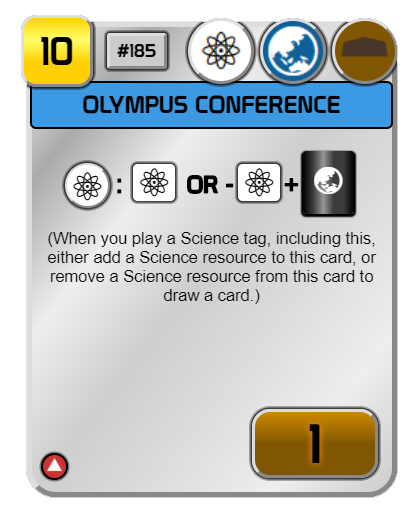 10
#185
OLYMPUS CONFERENCE
: OR - +
(When you play a Science tag, including this,
either add a Science resource to this card, or
remove a Science resource from this card to
draw a card.)
1